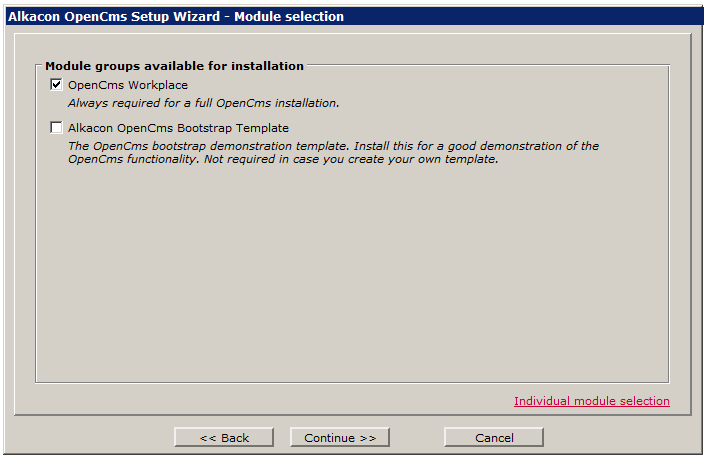 Alkacon OpenCms Setup Wizard - Module selection
Module groups available for installation
OpenCms Workplace
Always required for a full OpenCms installation.
Alkacon OpenCms Bootstrap Template
The OpenCms bootstrap demonstration template. Install this for a good demonstration of the
OpenCms functionality. Not required in case you create your own template.
Individual module selection
<< Back
Continue >>
Cancel